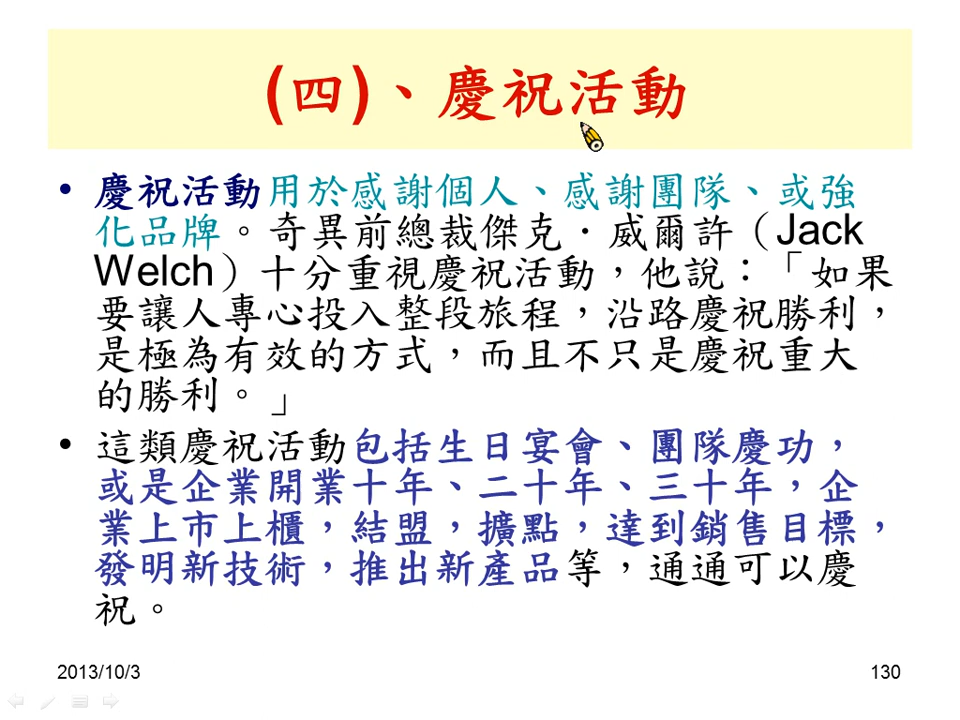 (四)、慶祝活動
• 慶祝活動用於感謝個人、感謝團隊、或強
化品牌。奇異前總裁傑克．威爾許（Jack
Welch）十分重視慶祝活動，他說：「如果
要讓人專心投入整段旅程，沿路慶祝勝利，
是極為有效的方式，而且不只是慶祝重大
的勝利。」
• 這類慶祝活動包括生日宴會、團隊慶功，
或是企業開業十年、二十年、三十年，企
業上市上櫃，結盟，擴點，達到銷售目標，
發明新技術，推出新產品等，通通可以慶
祝。
2013/10/3
130